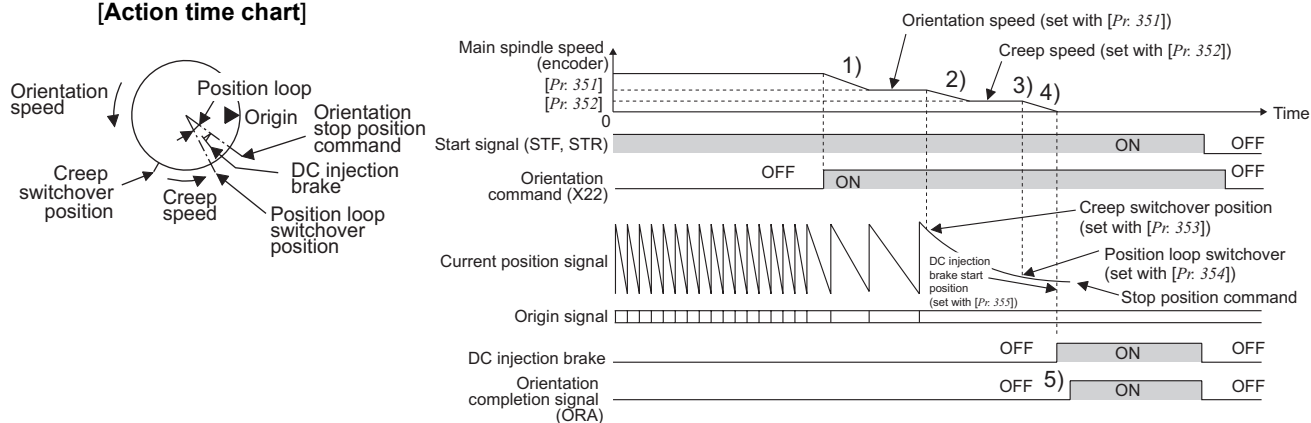 [Action time chart]
Orientation
speed
Position loop
Origin
Orientation
stop position
command
DC injection
brake
Creep
switchover
position
Creep
speed
Position loop
switchover
position
Orientation speed (set with [Pr. 351])
Creep speed (set with [Pr. 352])
Main spindle speed
(encoder)
[Pr. 351]
[Pr. 352]
0
1)
2)
3)
4)
Time
Start signal (STF, STR)
ON
OFF
Orientation
command (X22)
OFF
ON
OFF
Current position signal
Creep switchover position
(set with [Pr. 353])
DC injection
brake start
position
(set with [Pr. 355])
Position loop switchover
(set with [Pr. 354])
Stop position command
Origin signal
DC injection brake
OFF
ON
OFF
Orientation
completion signal
(ORA)
OFF
5)
ON
OFF